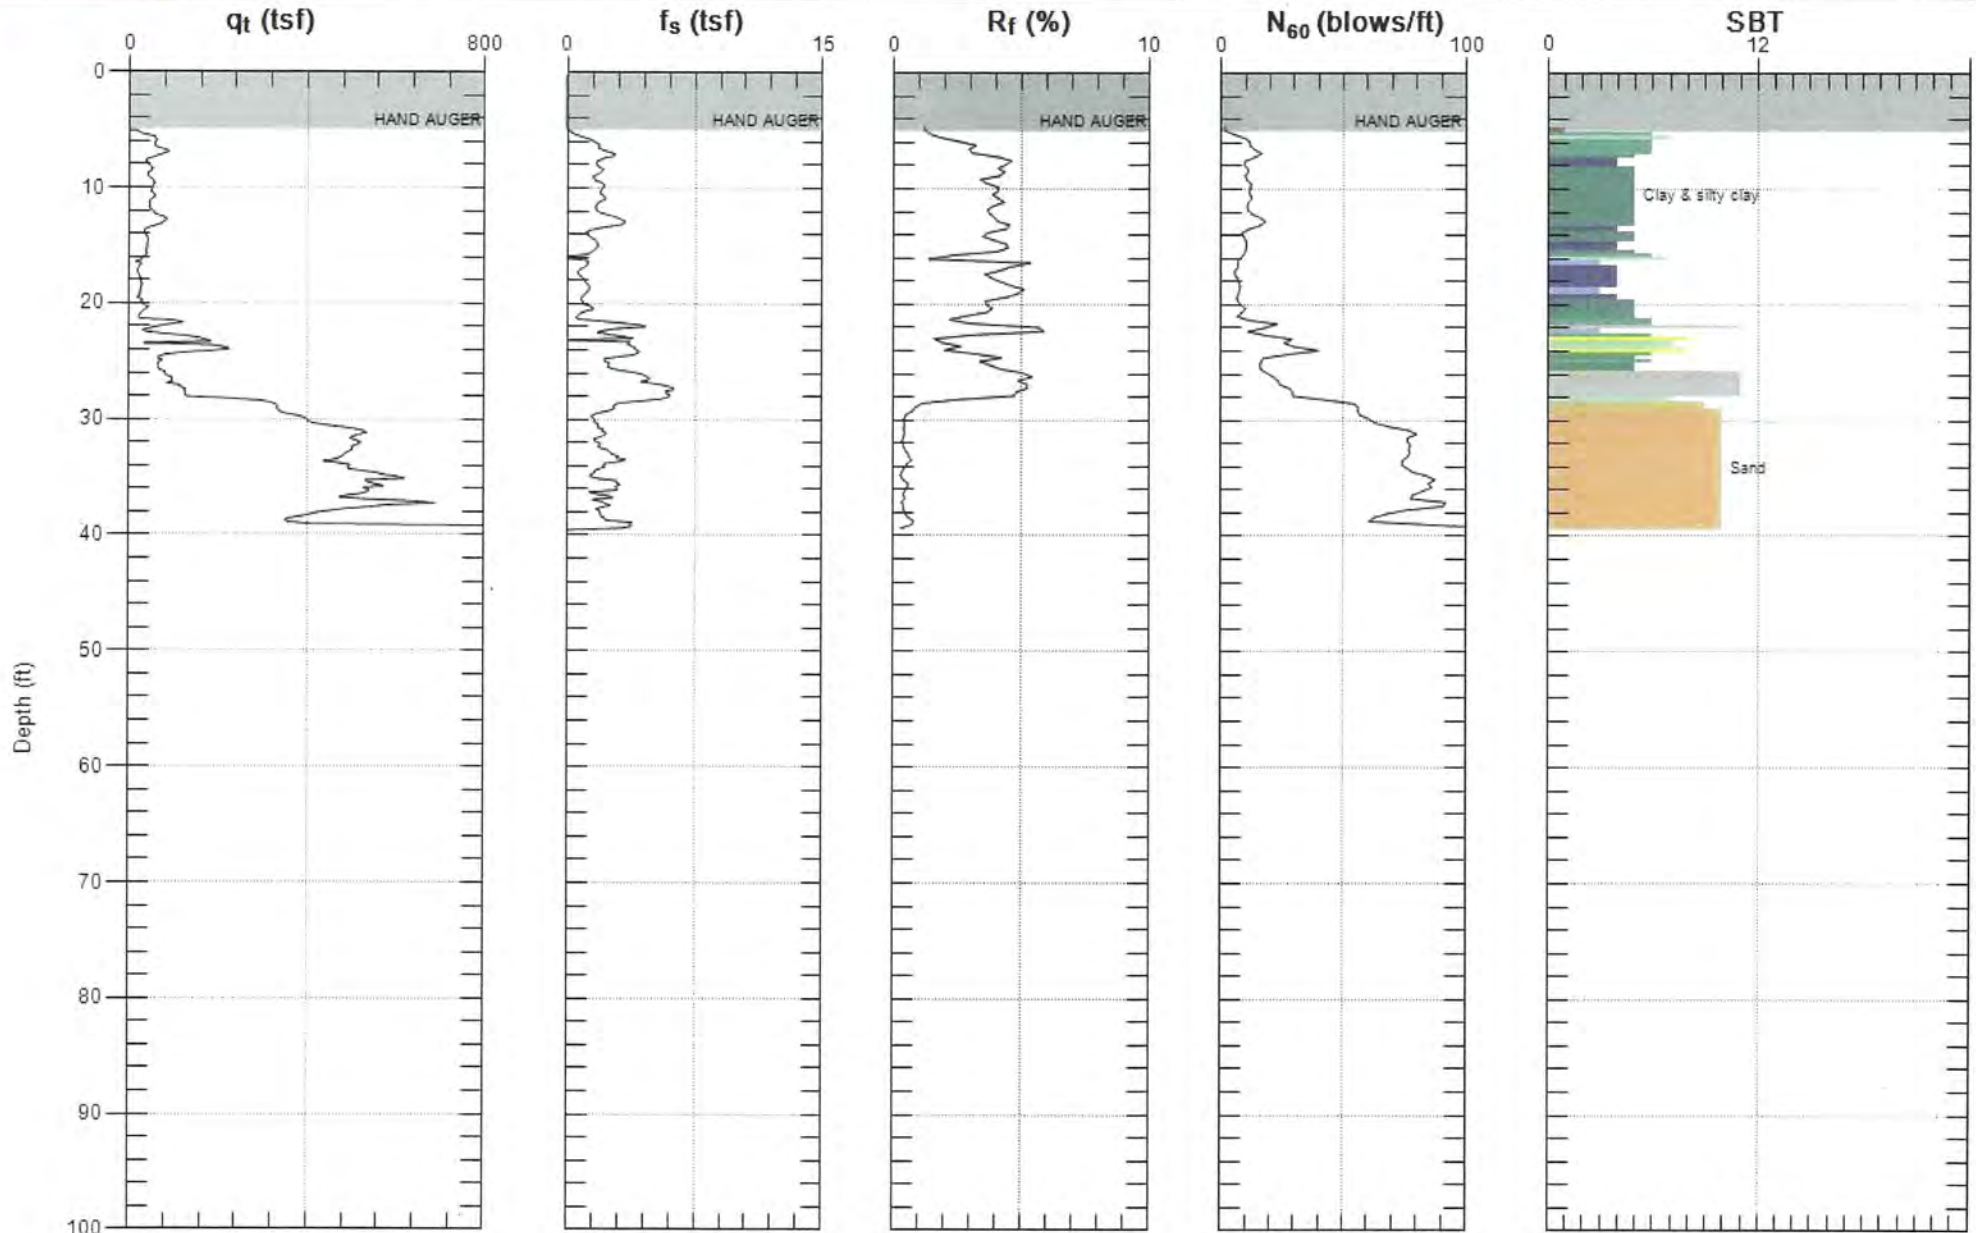 qt (tsf) fs (tsf) Rf (%) N60 (blows/ft) SBT
0 800 0 15 0 10 0 100 0 12
0
HAND AUGER HAND AUGER HAND AUGER HAND AUGER
10
Clay & silty clay
20
30
Sand
40
50
Depth (ft)
60
70
80
90
100